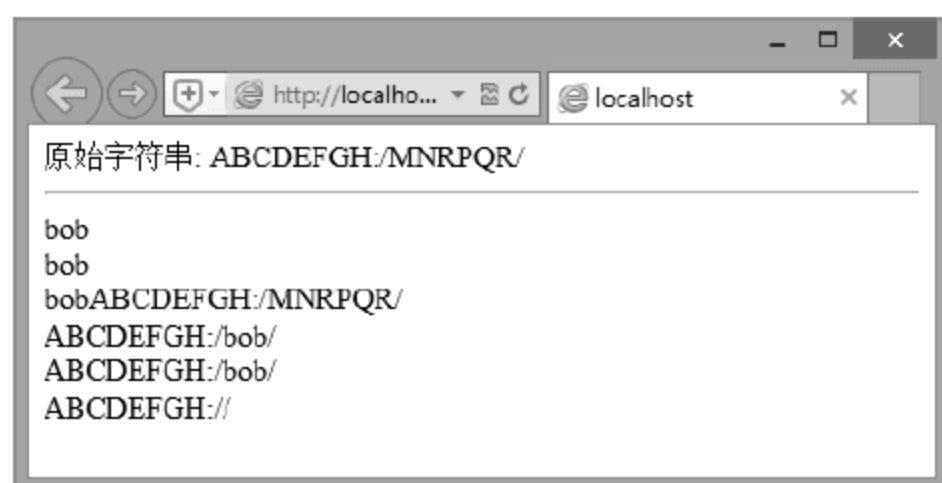 http://localho...
localhost
原始字符串: ABCDEFGH:/MNRPQR/
bob
bob
bobABCDEFGH:/MNRPQR/
ABCDEFGH:/bob/
ABCDEFGH:/bob/
ABCDEFGH://